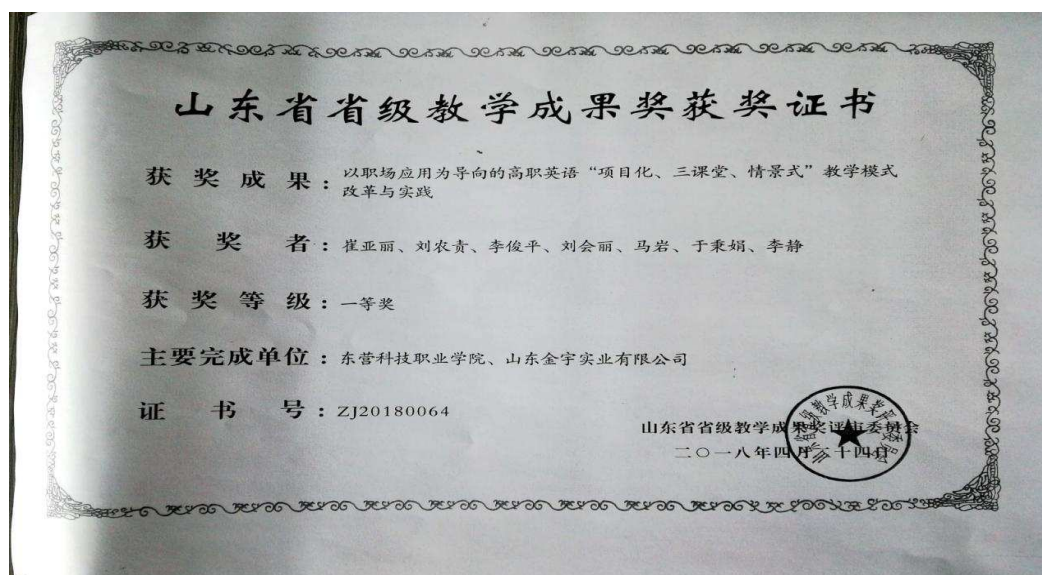 山东省省级教学成果奖获奖证书
获奖成果：以职场应用为导向的高职英语“项目化、三课堂、情景式”教学模式
改革与实践
获奖者：崔亚丽、刘农贵、李俊平、刘会丽、马岩、于秉娟、李静
获奖等级：一等奖
主要完成单位：东营科技职业学院、山东金宇实业有限公司
证书号：ZJ20180064
山东省省级教学成果奖评审委员会
二○一八年四月二十四日